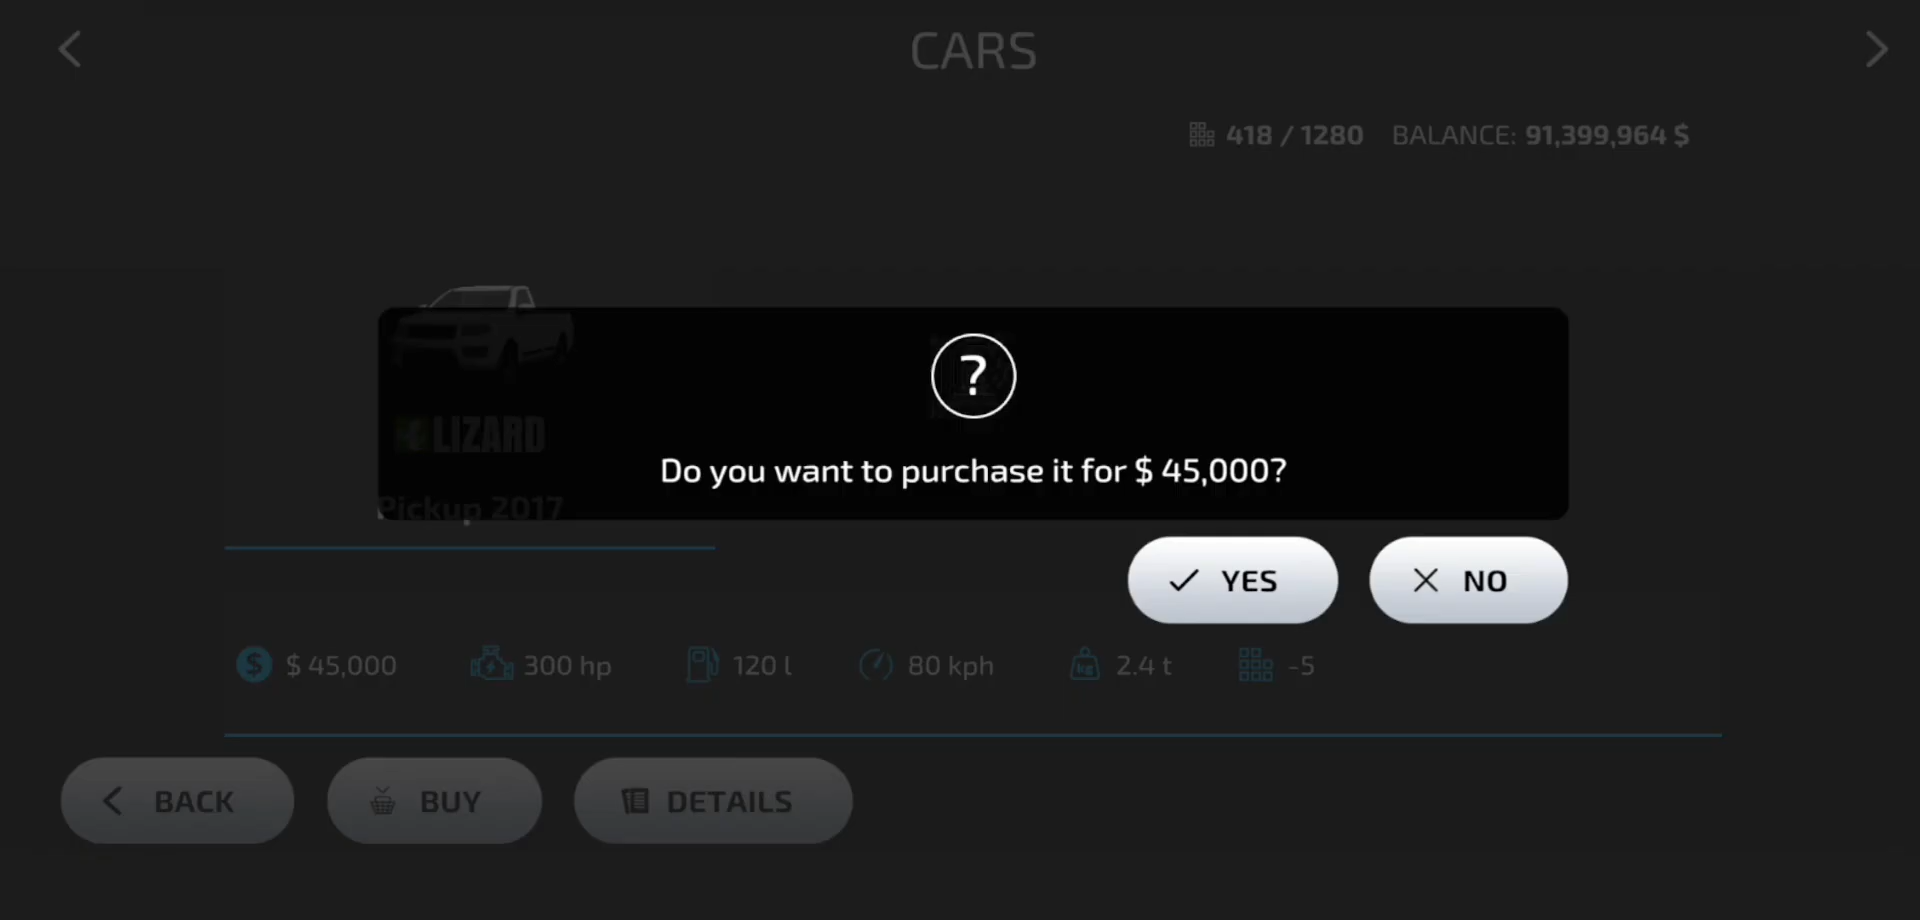 CARS
418 / 1280 BALANCE: 91,399,964 $
?
LIZARD
Do you want to purchase it for $ 45,000?
Pickup 2017
YES NO
$ $ 45,000 300 hp 120 l 80 kph kg 2.4 t -5
BACK BUY DETAILS